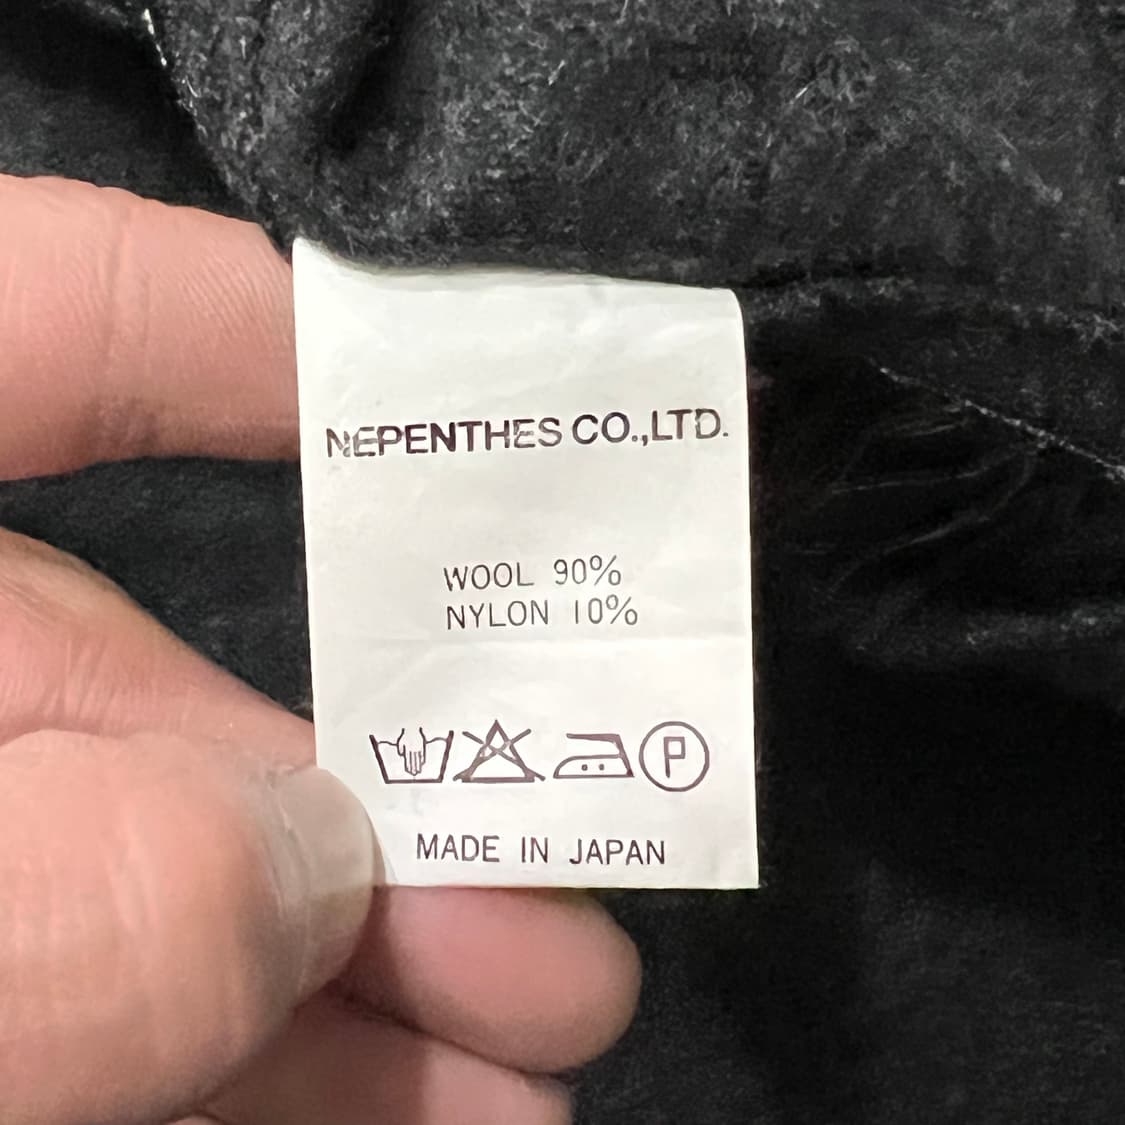 NEPENTHES CO.,LTD.
WOOL 90%
NYLON 10%
P
MADE IN JAPAN